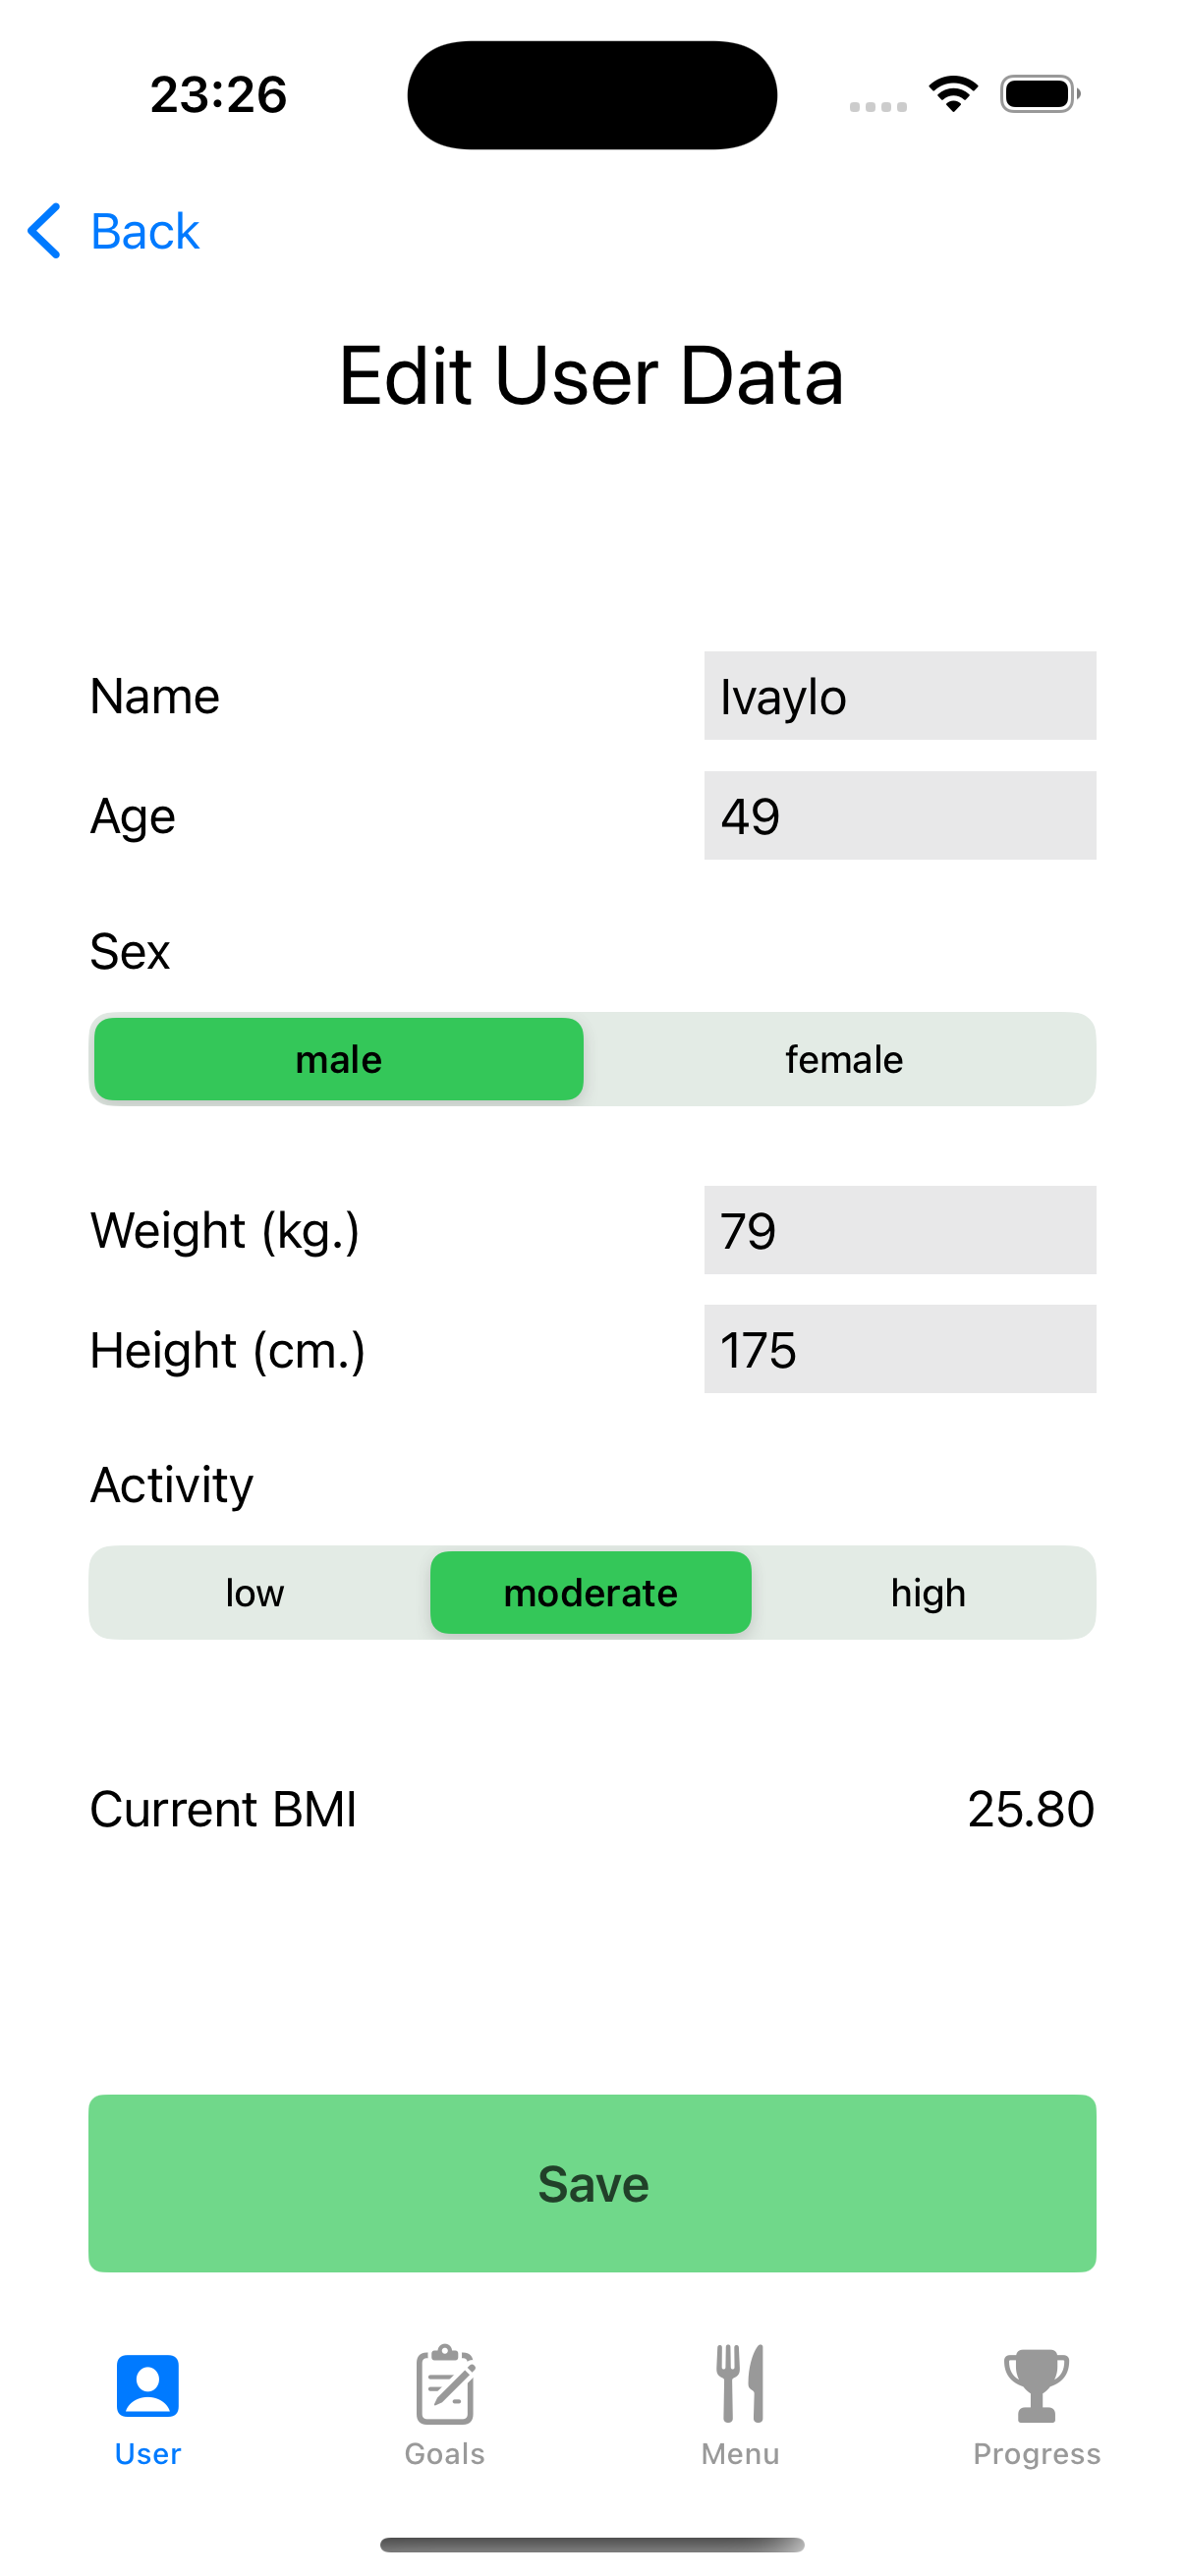 23:26
Back
Edit User Data
Name Ivaylo
Age 49
Sex
male female
Weight (kg.) 79
Height (cm.) 175
Activity
low moderate high
Current BMI 25.80
Save
User Goals Menu Progress